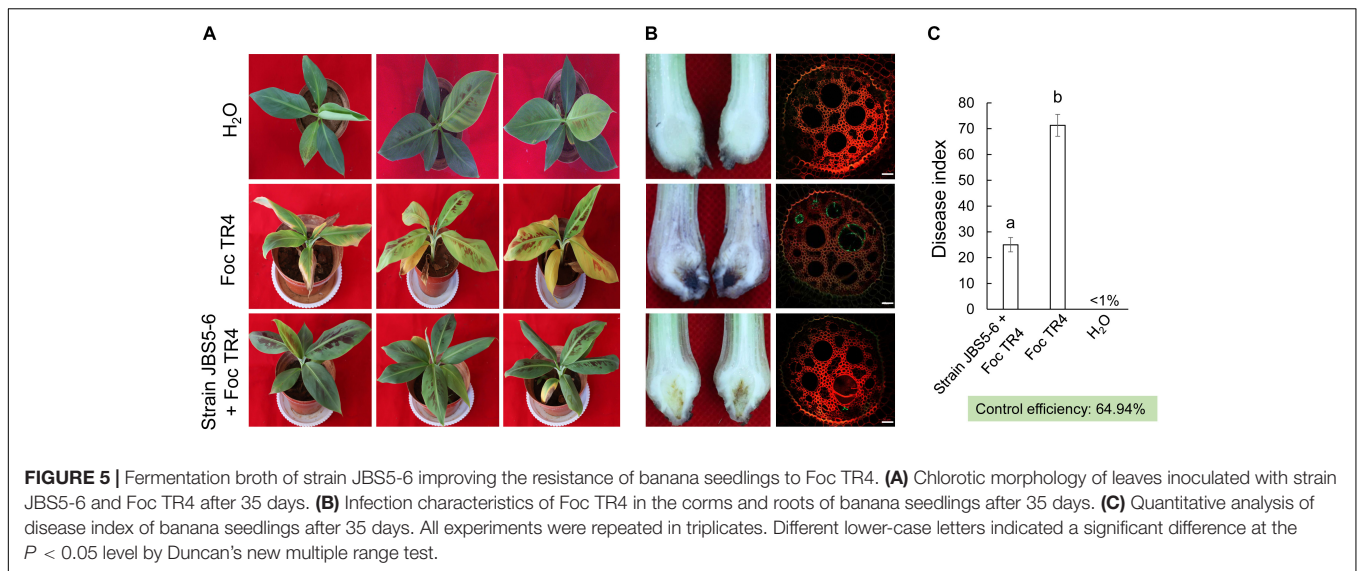 A
B
C
H₂O
Foc TR4
Strain JBS5-6
+ Foc TR4
Disease index
80
70
60
50
40
30
20
10
0
a
b
<1%
Strain JBS5-6 +
Foc TR4
Foc TR4
H₂O
Control efficiency: 64.94%
FIGURE 5 | Fermentation broth of strain JBS5-6 improving the resistance of banana seedlings to Foc TR4. (A) Chlorotic morphology of leaves inoculated with strain
JBS5-6 and Foc TR4 after 35 days. (B) Infection characteristics of Foc TR4 in the corms and roots of banana seedlings after 35 days. (C) Quantitative analysis of
disease index of banana seedlings after 35 days. All experiments were repeated in triplicates. Different lower-case letters indicated a significant difference at the
P < 0.05 level by Duncan's new multiple range test.